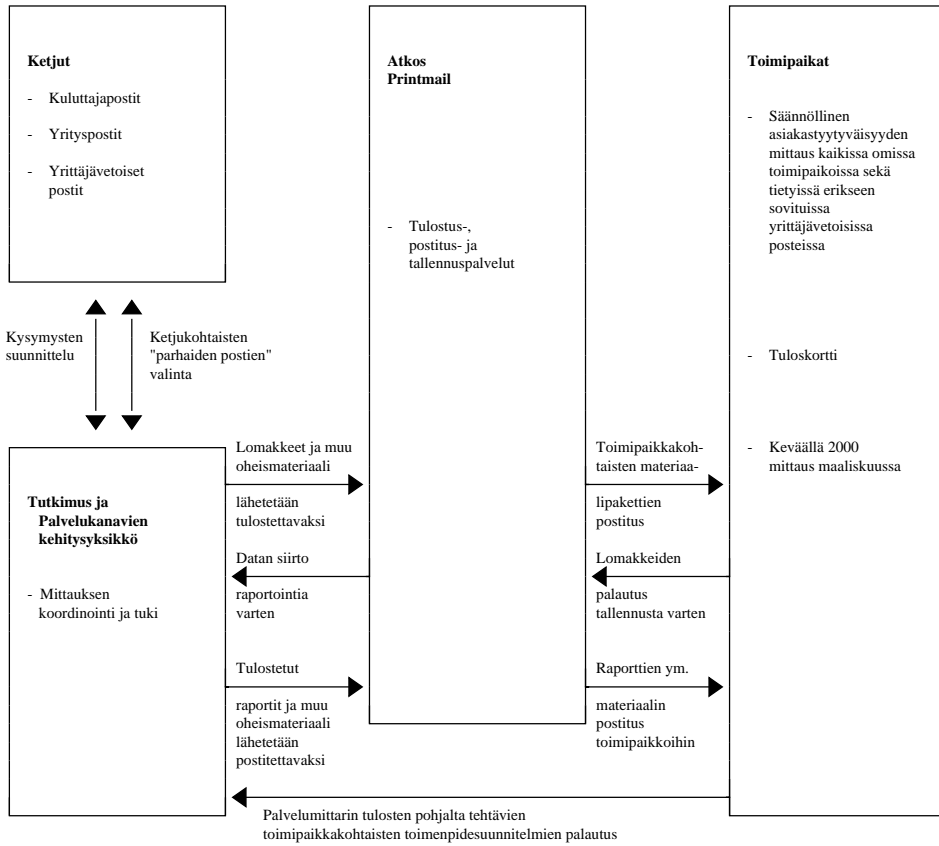 Ketjut
- Kuluttajapostit
- Yrityspostit
- Yrittäjävetoiset
postit
Atkos
Printmail
- Tulostus-,
postitus- ja
tallennuspalvelut
Toimipaikat
- Säännöllinen
asiakastyytyväisyyden
mittaus kaikissa omissa
toimipaikoissa sekä
tietyissä erikseen
sovituissa
yrittäjävetoisissa
posteissa
- Tuloskortti
- Keväällä 2000
mittaus maaliskuussa
Kysymysten
suunnittelu
Ketjukohtaisten
"parhaiden postien"
valinta
Tutkimus ja
Palvelukanavien
kehitysyksikkö
- Mittauksen
koordinointi ja tuki
Lomakkeet ja muu
oheismateriaali
lähetetään
tulostettavaksi
Datan siirto
raportointia
varten
Tulostetut
raportit ja muu
oheismateriaali
lähetetään
postitettavaksi
Toimipaikkakoh-
taisten materiaa-
lipakettien
postitus
Lomakkeiden
palautus
tallennusta varten
Raporttien ym.
materiaalin
postitus
toimipaikkoihin
Palvelumittarin tulosten pohjalta tehtävien
toimipaikkakohtaisten toimenpidesuunnitelmien palautus